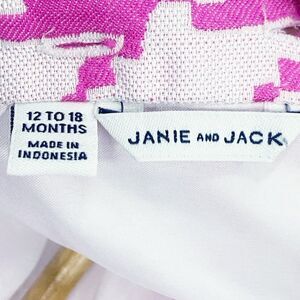 12 TO 18
MONTHS
MADE IN
INDONESIA
JANIE AND JACK